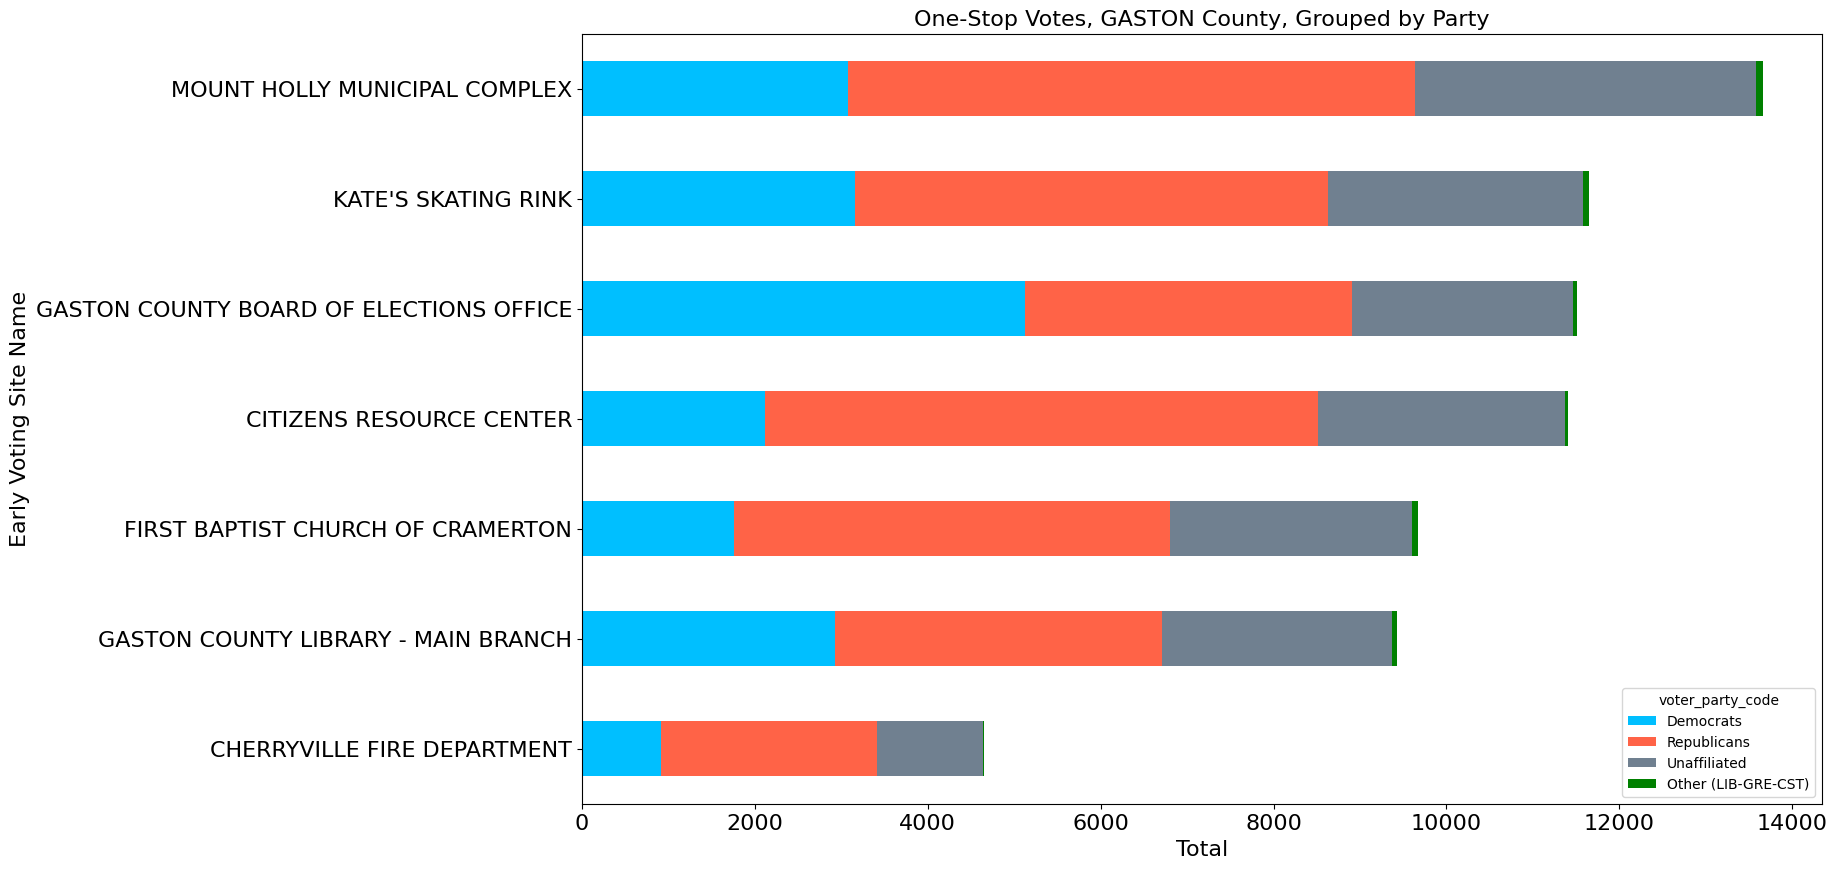 One-Stop Votes, GASTON County, Grouped by Party
Early Voting Site Name
MOUNT HOLLY MUNICIPAL COMPLEX
KATE'S SKATING RINK
GASTON COUNTY BOARD OF ELECTIONS OFFICE
CITIZENS RESOURCE CENTER
FIRST BAPTIST CHURCH OF CRAMERTON
GASTON COUNTY LIBRARY - MAIN BRANCH
CHERRYVILLE FIRE DEPARTMENT
voter_party_code
Democrats
Republicans
Unaffiliated
Other (LIB-GRE-CST)
0 2000 4000 6000 8000 10000 12000 14000
Total